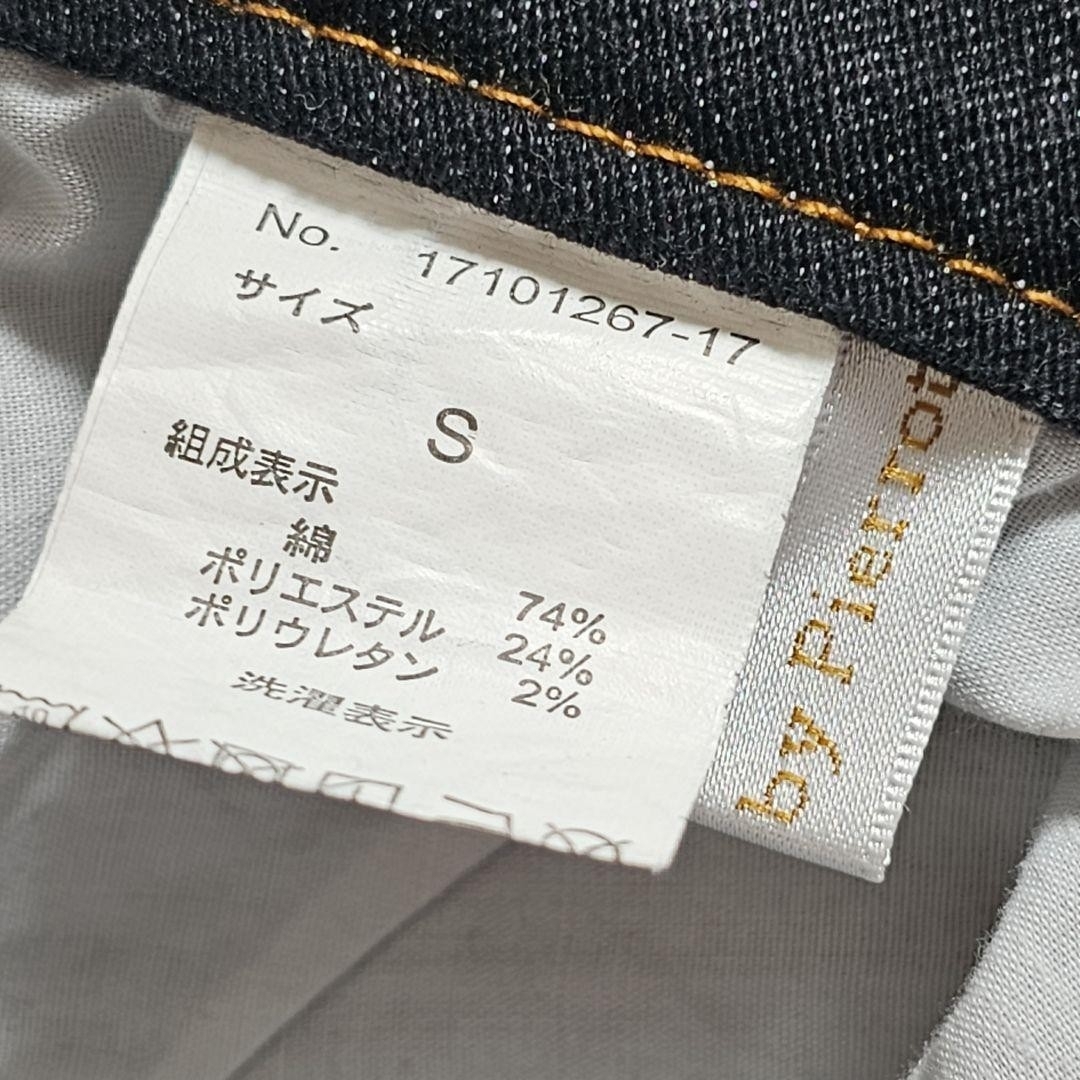 No. 17101267-17
サイズ
S
組成表示
綿 74%
ポリエステル 24%
ポリウレタン 2%
洗濯表示
40
by Pierrot